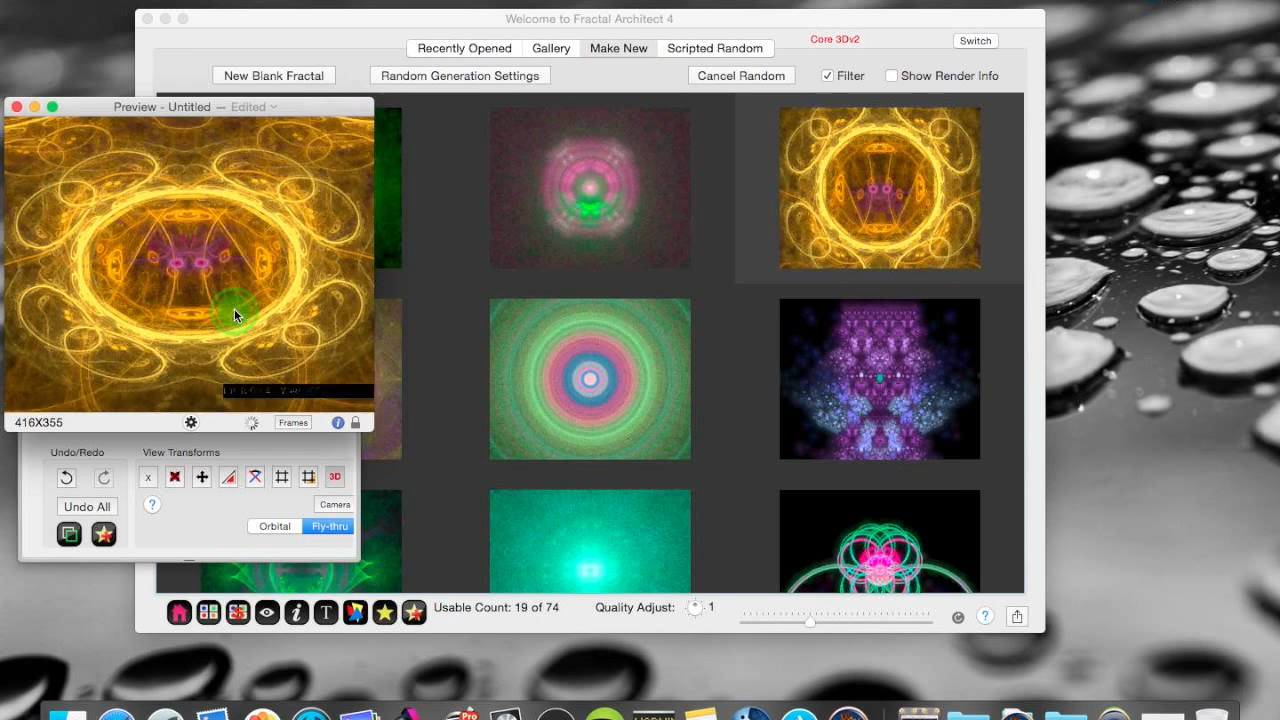 Welcome to Fractal Architect 4
Recently Opened
Gallery
Make New
Scripted Random
Core 3Dv2
Switch
New Blank Fractal
Random Generation Settings
Cancel Random
Filter
Show Render Info
Preview - Untitled — Edited
416X355
Frames
Undo/Redo
View Transforms
x
3D
Undo All
?
Camera
Orbital
Fly-thru
i
T
Usable Count: 19 of 74
Quality Adjust:
1
?
Pro